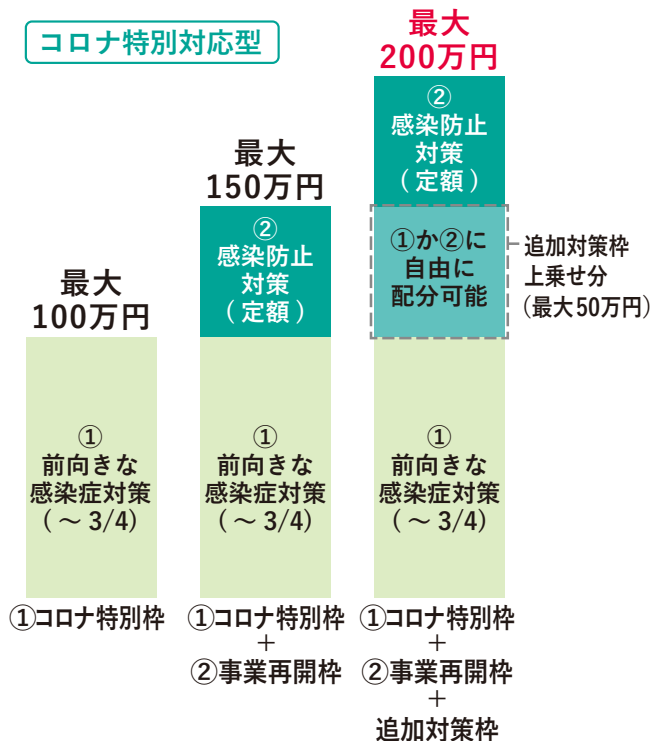 コロナ特別対応型
最大
100万円
①
前向きな
感染症対策
(～3/4)
①コロナ特別枠
最大
150万円
②
感染防止
対策
(定額)
①
前向きな
感染症対策
(～3/4)
①コロナ特別枠
+
②事業再開枠
最大
200万円
②
感染防止
対策
(定額)
①か②に
自由に
配分可能
追加対策枠
上乗せ分
(最大50万円)
①
前向きな
感染症対策
(～3/4)
①コロナ特別枠
+
②事業再開枠
+
追加対策枠